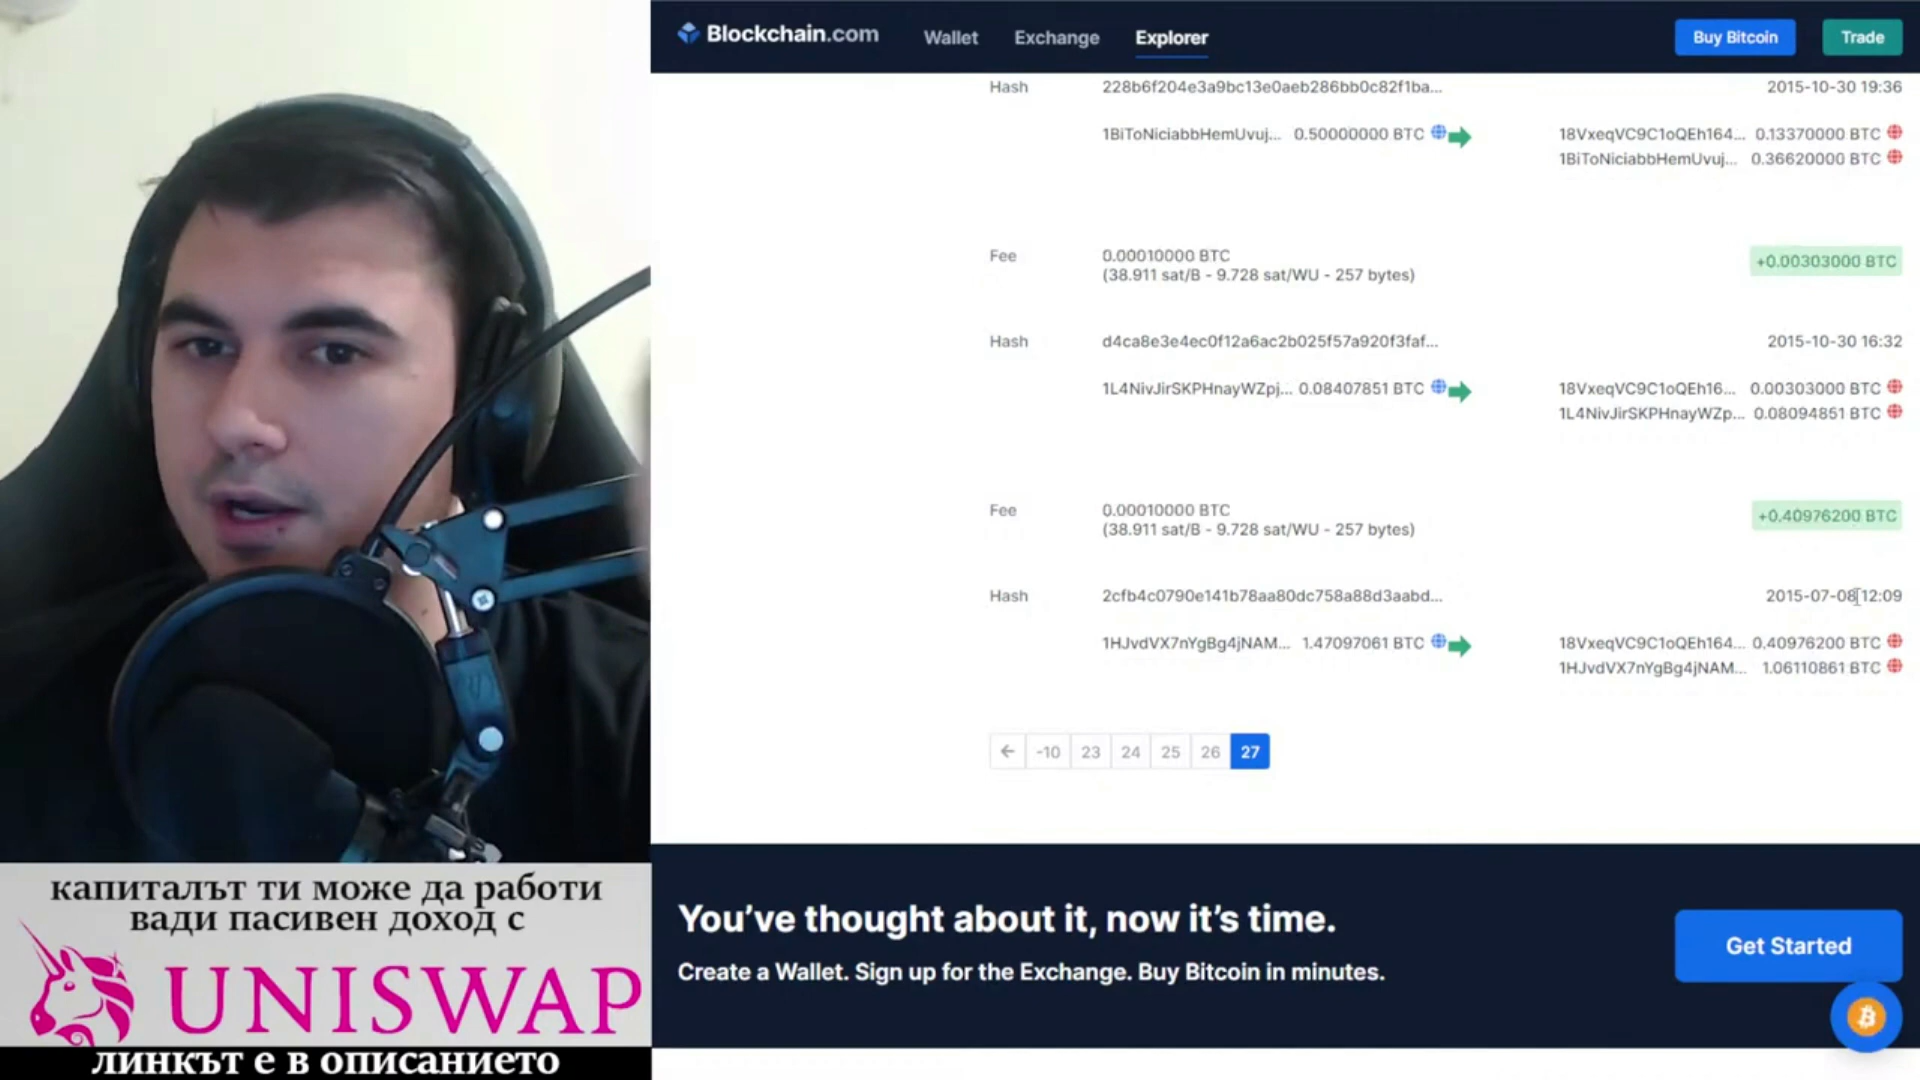 Blockchain.com Wallet Exchange Explorer Buy Bitcoin Trade
Hash 228b6f204e3a9bc13e0aeb286bb0c82f1ba... 2015-10-30 19:36
1BiToNiciabbHemUvuj... 0.50000000 BTC 18VxeqVC9C1oQEh164... 0.13370000 BTC
1BiToNiciabbHemUvuj... 0.36620000 BTC
Fee 0.00010000 BTC +0.00303000 BTC
(38.911 sat/B - 9.728 sat/WU - 257 bytes)
Hash d4ca8e3e4ec0f12a6ac2b025f57a920f3faf... 2015-10-30 16:32
1L4NivJirSKPHnayWZpj... 0.08407851 BTC 18VxeqVC9C1oQEh16... 0.00303000 BTC
1L4NivJirSKPHnayWZp... 0.08094851 BTC
Fee 0.00010000 BTC +0.40976200 BTC
(38.911 sat/B - 9.728 sat/WU - 257 bytes)
Hash 2cfb4c0790e141b78aa80dc758a88d3aabd... 2015-07-08 12:09
1HJvdVX7nYgBg4jNAM... 1.47097061 BTC 18VxeqVC9C1oQEh164... 0.40976200 BTC
1HJvdVX7nYgBg4jNAM... 1.06110861 BTC
-10 23 24 25 26 27
You've thought about it, now it's time.
Create a Wallet. Sign up for the Exchange. Buy Bitcoin in minutes.
Get Started
капиталът ти може да работи
вади пасивен доход с
UNISWAP
линкът е в описанието